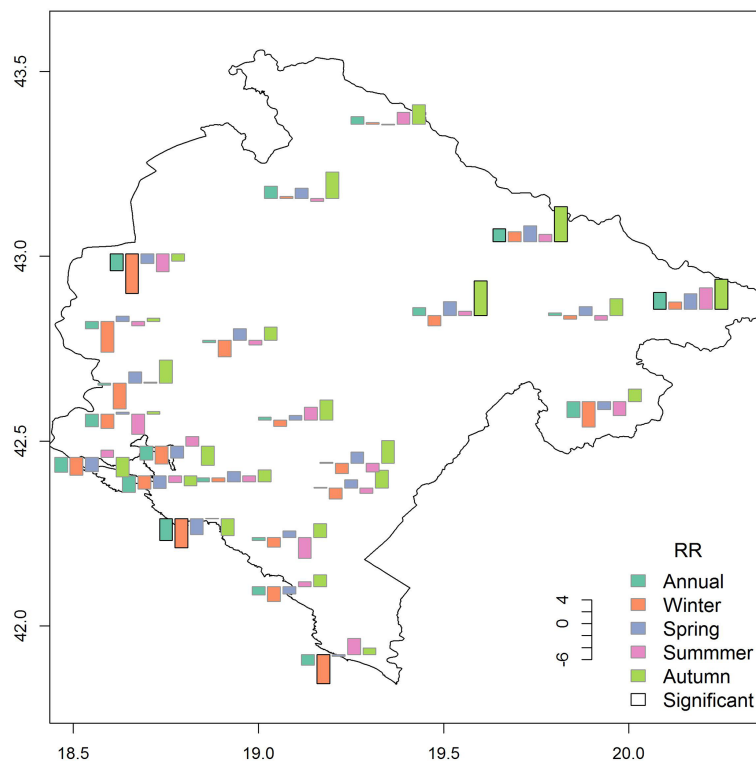 43.5
43.0
42.5
42.0
18.5
19.0
19.5
20.0
RR
Annual
Winter
Spring
Summmer
Autumn
Significant
4
0
-6